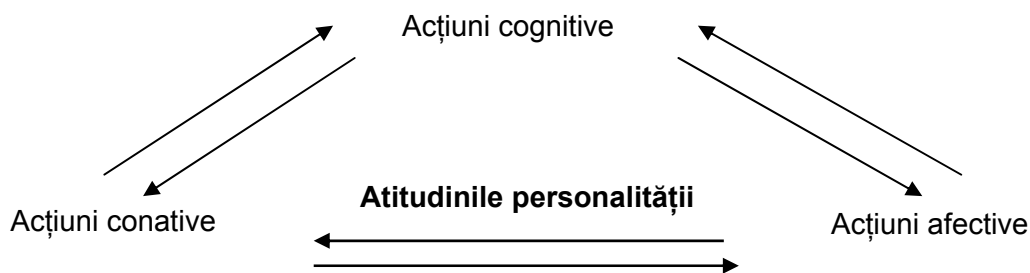 Acțiuni cognitive
Atitudinile personalității
Acțiuni conative
Acțiuni afective